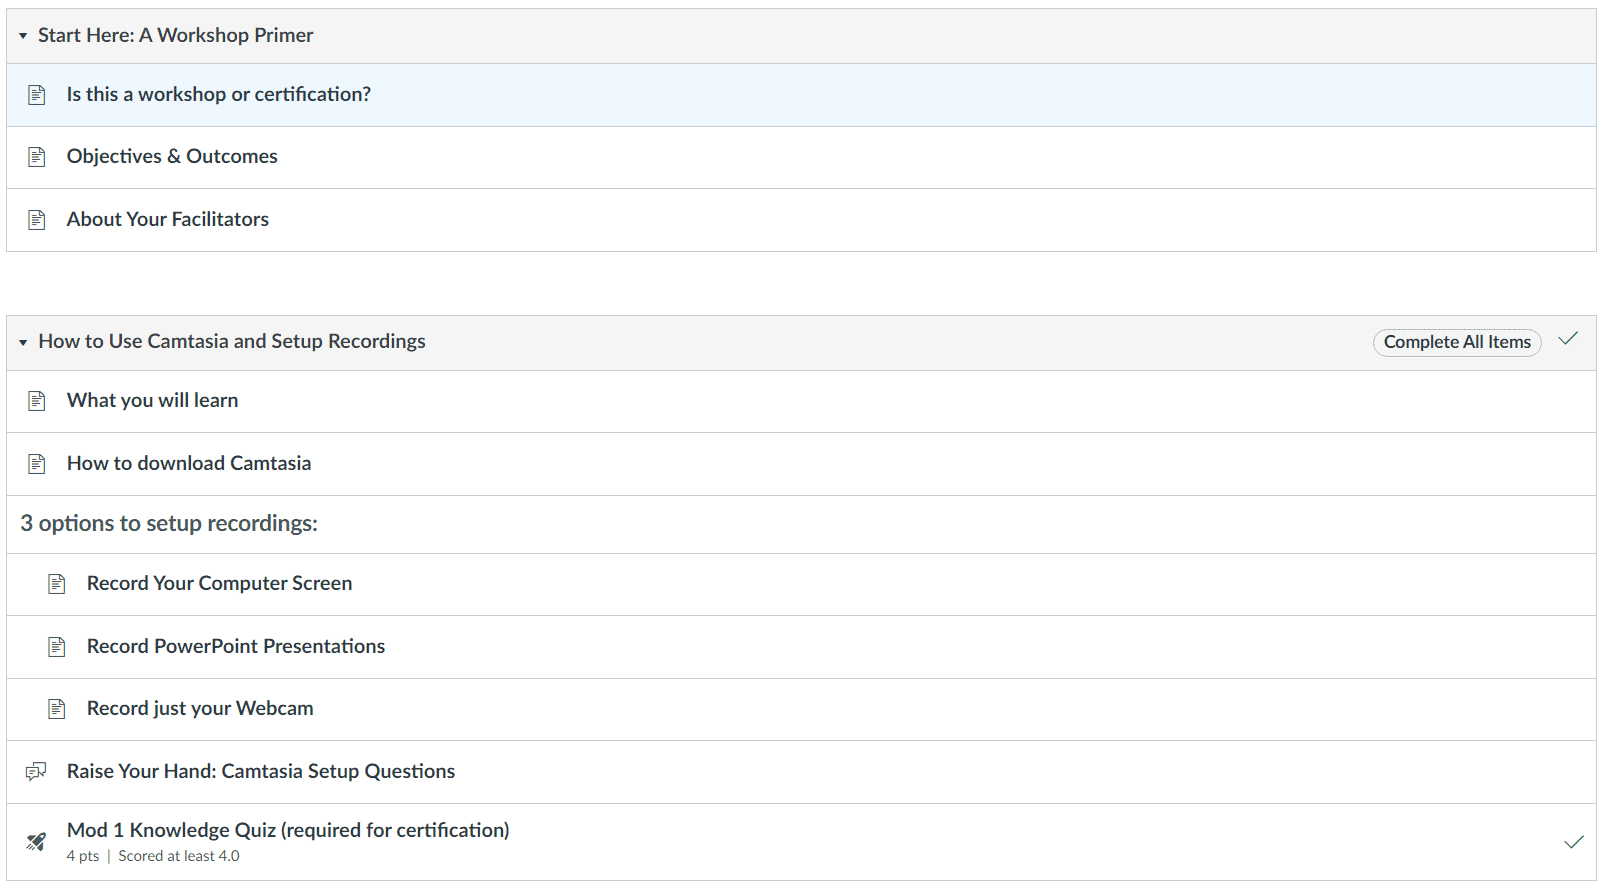 Start Here: A Workshop Primer
Is this a workshop or certification?
Objectives & Outcomes
About Your Facilitators
How to Use Camtasia and Setup Recordings
Complete All Items
What you will learn
How to download Camtasia
3 options to setup recordings:
Record Your Computer Screen
Record PowerPoint Presentations
Record just your Webcam
Raise Your Hand: Camtasia Setup Questions
Mod 1 Knowledge Quiz (required for certification)
4 pts | Scored at least 4.0